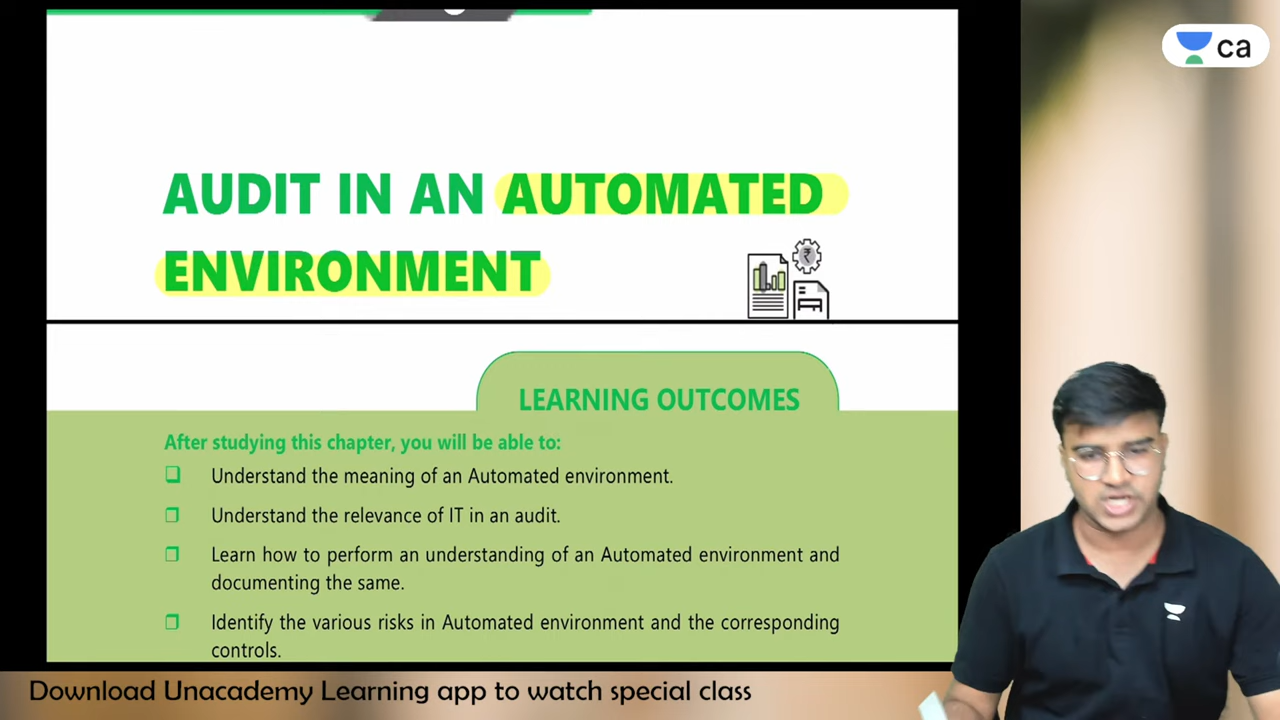 ca
AUDIT IN AN AUTOMATED
ENVIRONMENT
₹
LEARNING OUTCOMES
After studying this chapter, you will be able to:
❑ Understand the meaning of an Automated environment.
❑ Understand the relevance of IT in an audit.
❑ Learn how to perform an understanding of an Automated environment and
documenting the same.
❑ Identify the various risks in Automated environment and the corresponding
controls.
Download Unacademy Learning app to watch special class